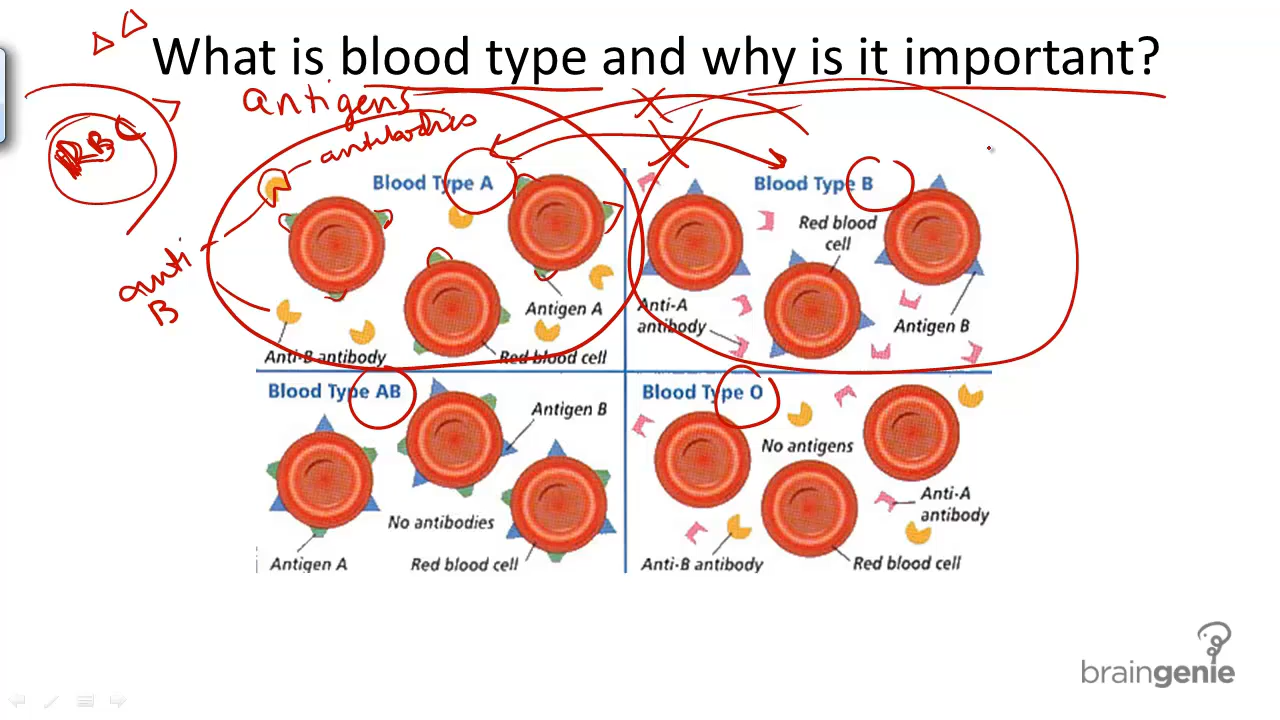 What is blood type and why is it important?
antigens
antibodies
RBC
anti
B
Blood Type A
Antigen A
Anti-B antibody
Red blood cell
Blood Type B
Red blood
cell
Anti-A
antibody
Antigen B
Blood Type AB
Antigen B
No antibodies
Antigen A
Red blood cell
Blood Type O
No antigens
Anti-A
antibody
Anti-B antibody
Red blood cell
braingenie